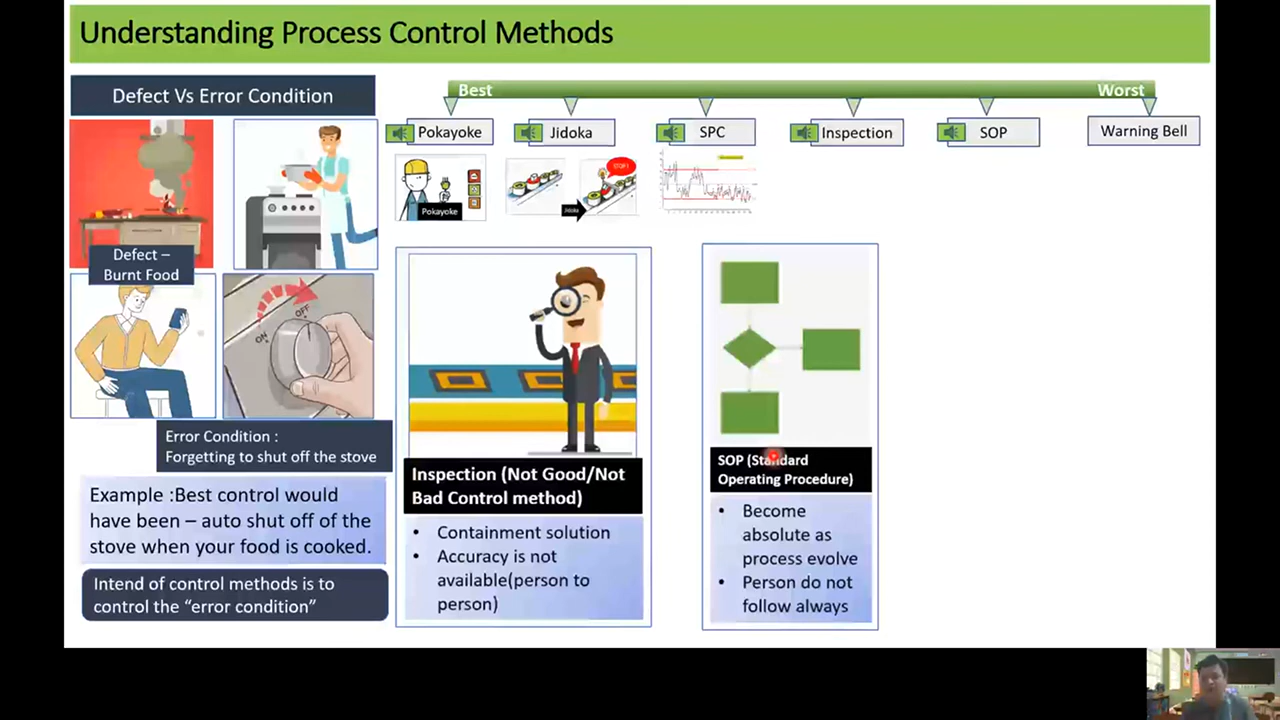 Understanding Process Control Methods
Defect Vs Error Condition
Best
Worst
Pokayoke
Jidoka
SPC
Inspection
SOP
Warning Bell
Pokayoke
Jidoka
STOP!
Defect –
Burnt Food
ON
OFF
Error Condition :
Forgetting to shut off the stove
Example :Best control would
have been – auto shut off of the
stove when your food is cooked.
Intend of control methods is to
control the “error condition”
Inspection (Not Good/Not
Bad Control method)
• Containment solution
• Accuracy is not
available(person to
person)
SOP (Standard
Operating Procedure)
• Become
absolute as
process evolve
• Person do not
follow always